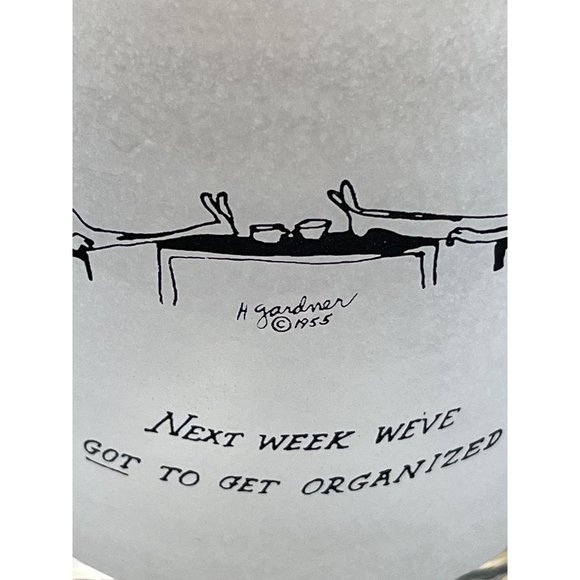 H Gardner
©1955
NEXT WEEK WE'VE
GOT TO GET ORGANIZED